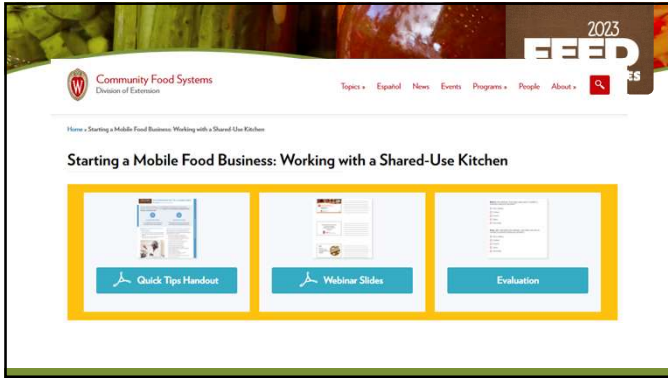 2023
FEED
Community Food Systems
Division of Extension
Topics
Español
News
Events
Programs
People
About
Home » Starting a Mobile Food Business: Working with a Shared-Use Kitchen
Starting a Mobile Food Business: Working with a Shared-Use Kitchen
Quick Tips Handout
Webinar Slides
Evaluation